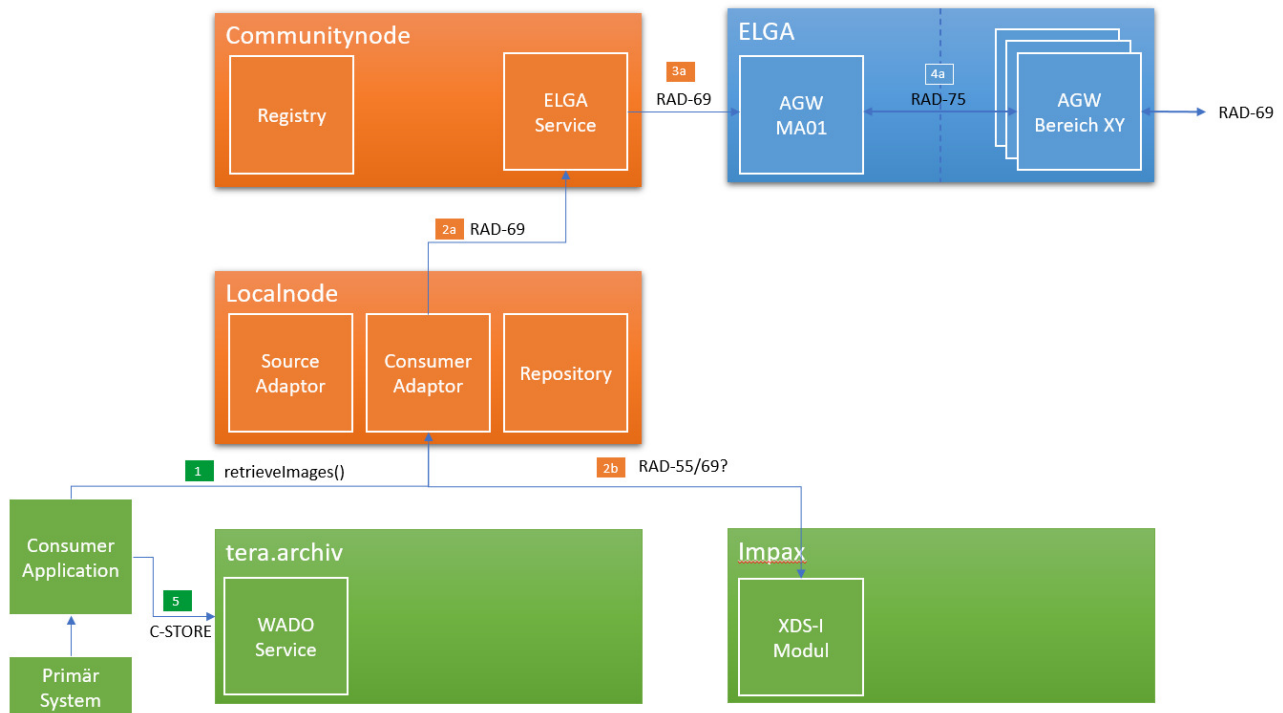 Communitynode
Registry
ELGA
Service
3a
RAD-69
ELGA
AGW
MA01
4a
RAD-75
AGW
Bereich XY
RAD-69
2a RAD-69
Localnode
Source
Adaptor
Consumer
Adaptor
Repository
1 retrieveImages()
2b RAD-55/69?
Consumer
Application
5
C-STORE
Primär
System
tera.archiv
WADO
Service
Impax
XDS-I
Modul